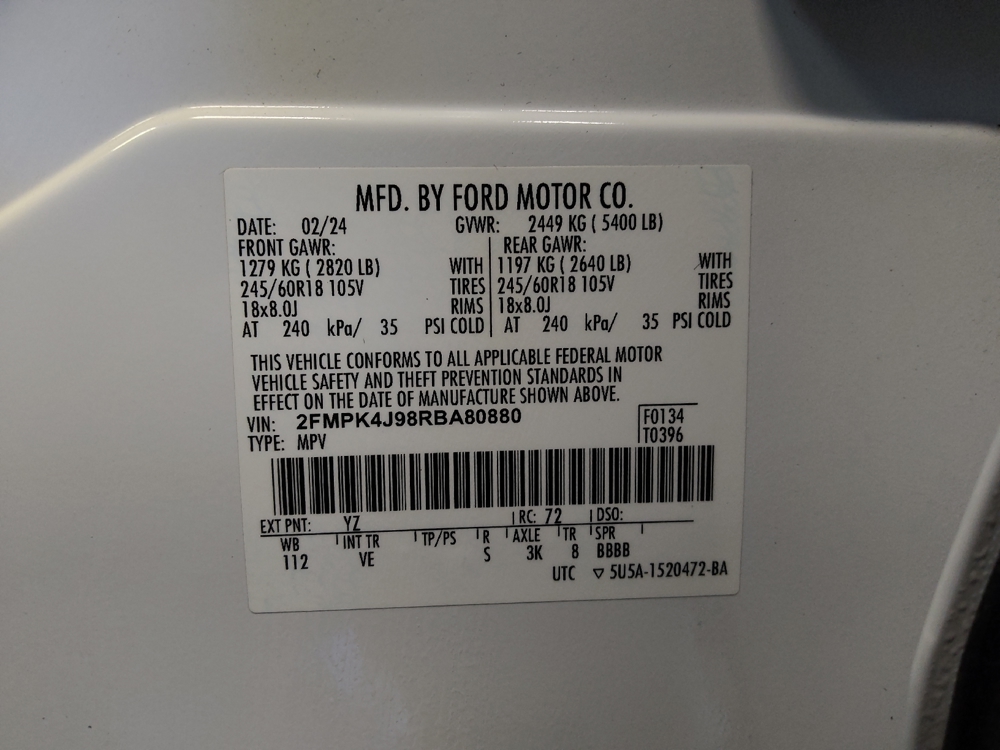 MFD. BY FORD MOTOR CO.
DATE: 02/24 GVWR: 2449 KG ( 5400 LB)
FRONT GAWR: REAR GAWR:
1279 KG ( 2820 LB) WITH 1197 KG ( 2640 LB) WITH
245/60R18 105V TIRES 245/60R18 105V TIRES
18x8.0J RIMS 18x8.0J RIMS
AT 240 kPa/ 35 PSI COLD AT 240 kPa/ 35 PSI COLD
THIS VEHICLE CONFORMS TO ALL APPLICABLE FEDERAL MOTOR
VEHICLE SAFETY AND THEFT PREVENTION STANDARDS IN
EFFECT ON THE DATE OF MANUFACTURE SHOWN ABOVE.
VIN: 2FMPK4J98RBA80880 F0134
TYPE: MPV T0396
EXT PNT: YZ RC: 72 DSO:
WB INT TR TP/PS R AXLE TR SPR
112 VE S 3K 8 BBBB
UTC ▽ 5U5A-1520472-BA